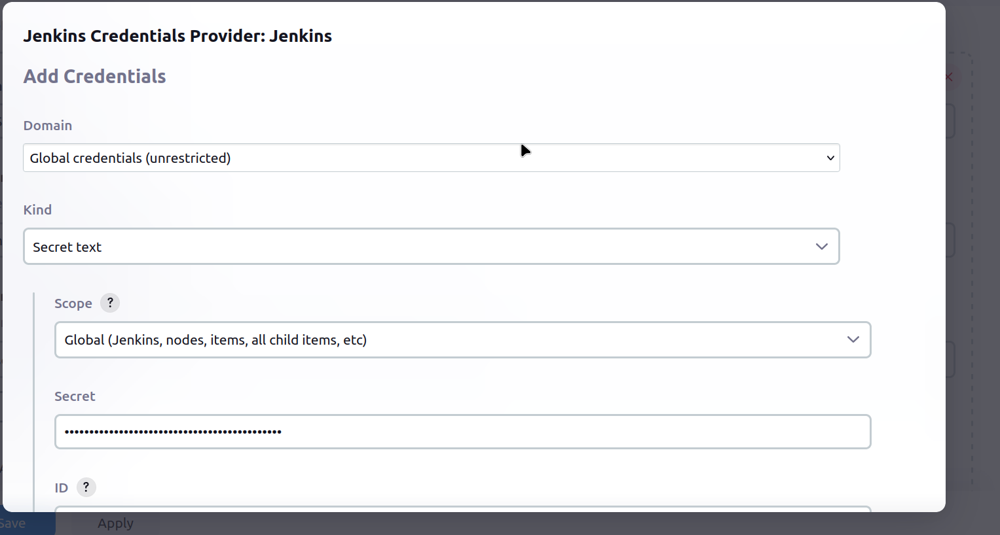 Jenkins Credentials Provider: Jenkins
Add Credentials
Domain
Global credentials (unrestricted)
Kind
Secret text
Scope ?
Global (Jenkins, nodes, items, all child items, etc)
Secret
••••••••••••••••••••••••••••••••••••••••••••
ID ?
Save Apply